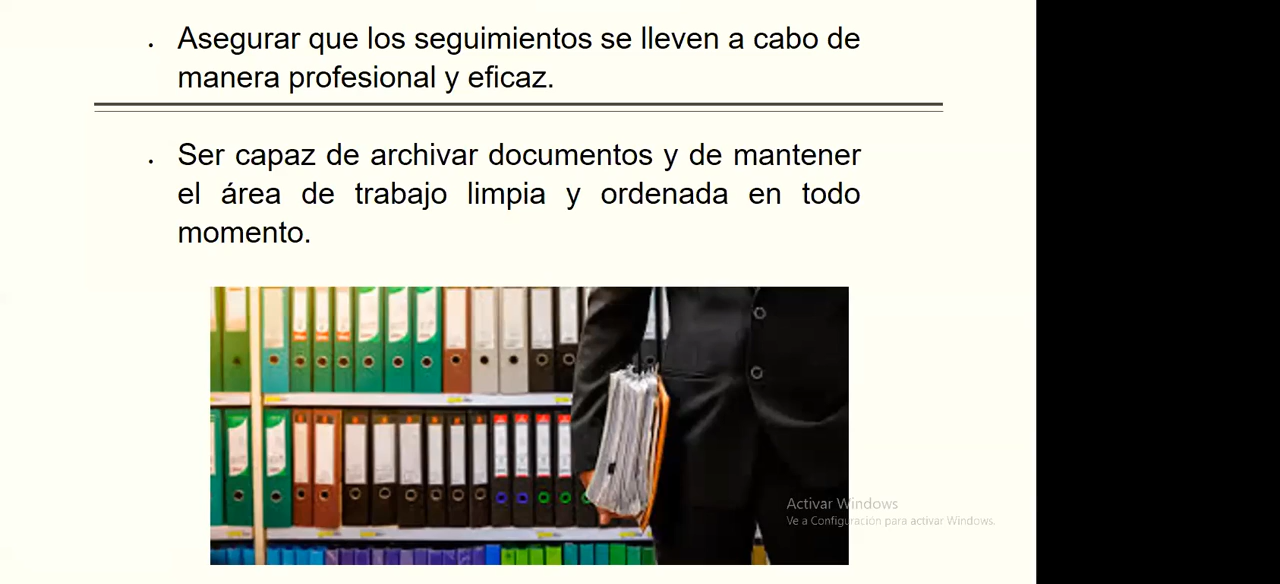 • Asegurar que los seguimientos se lleven a cabo de
manera profesional y eficaz.
• Ser capaz de archivar documentos y de mantener
el área de trabajo limpia y ordenada en todo
momento.
Activar Windows
Ve a Configuración para activar Windows.